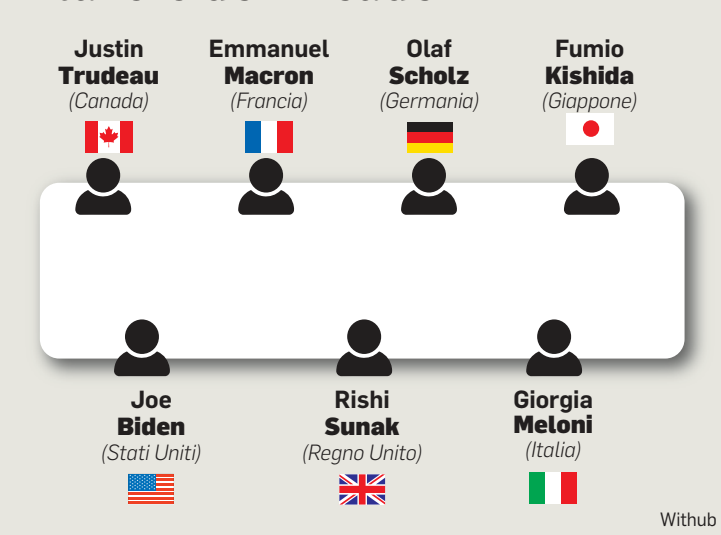 Justin
Trudeau
(Canada)
Emmanuel
Macron
(Francia)
Olaf
Scholz
(Germania)
Fumio
Kishida
(Giappone)
Joe
Biden
(Stati Uniti)
Rishi
Sunak
(Regno Unito)
Giorgia
Meloni
(Italia)
Withub